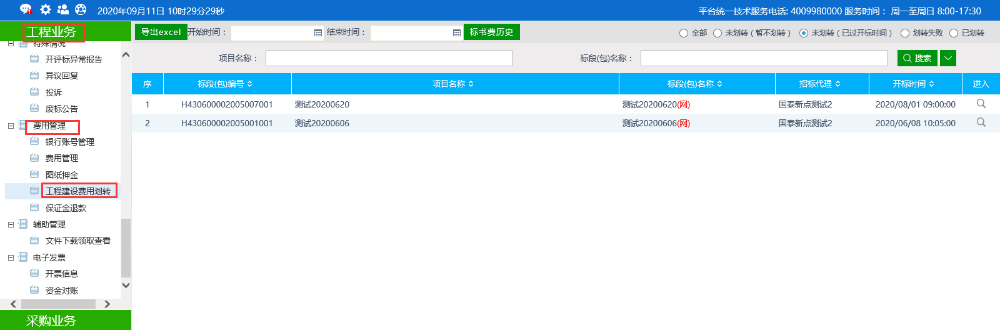 2020年09月11日 10时29分29秒
平台统一技术服务电话: 4009980000 服务时间： 周一至周日 8:00-17:30
工程业务
特殊情况
开评标异常报告
异议回复
投诉
废标公告
费用管理
银行账号管理
费用管理
图纸押金
工程建设费用划转
保证金退款
辅助管理
文件下载领取查看
电子发票
开票信息
资金对账
采购业务
导出excel 开始时间： 结束时间： 标书费历史 全部 未划转（暂不划转） 未划转（已过开标时间） 划转失败 已划转
项目名称： 标段(包)名称： 搜索
序 标段(包)编号 项目名称 标段(包)名称 招标代理 开标时间 进入
1 H430600002005007001 测试20200620 测试20200620(网) 国泰新点测试2 2020/08/01 09:00:00
2 H430600002005001001 测试20200606 测试20200606(网) 国泰新点测试2 2020/06/08 10:05:00